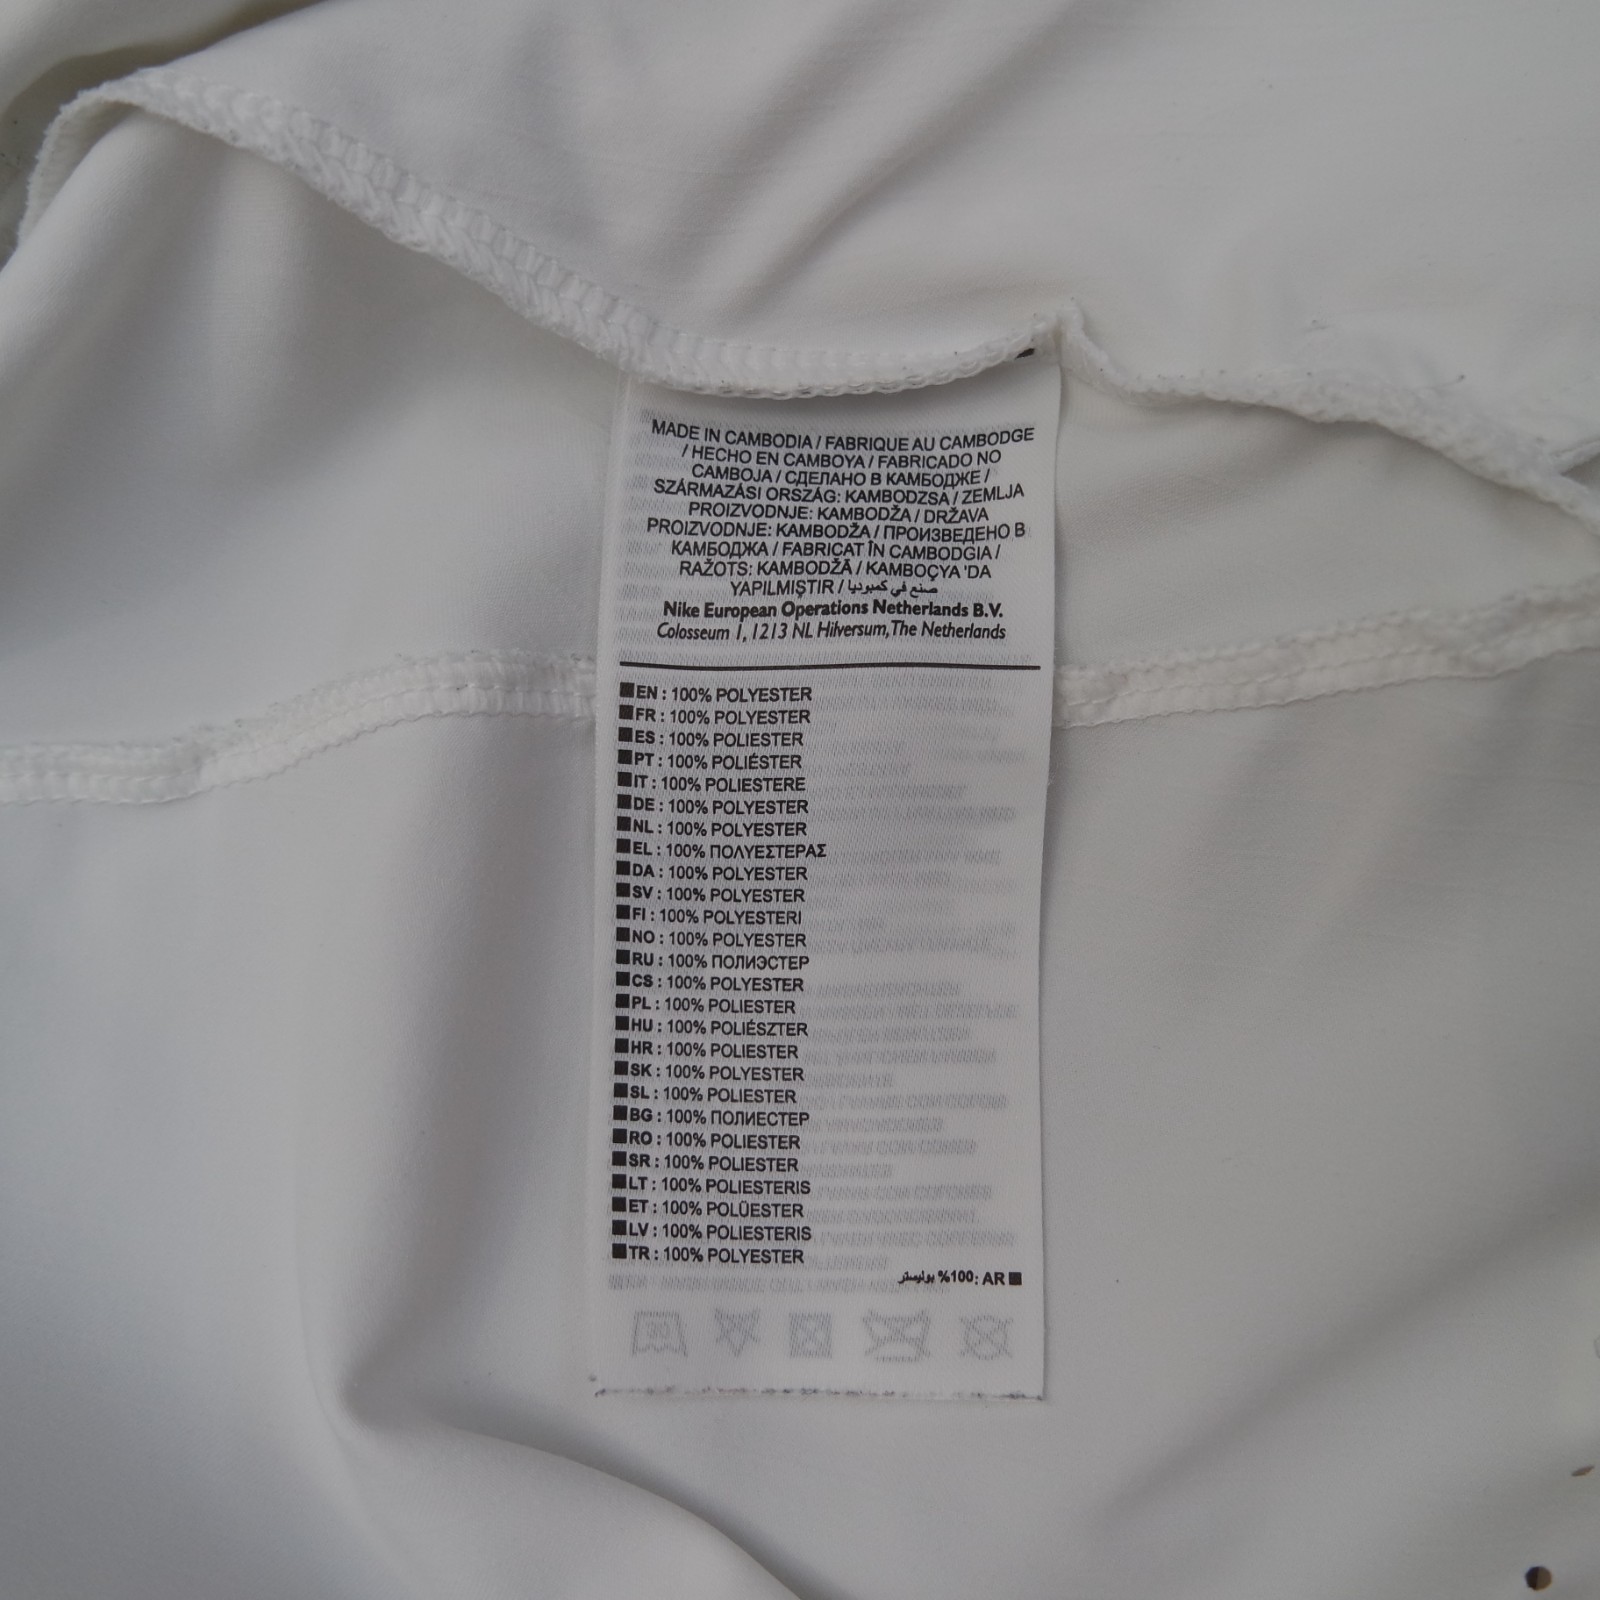 MADE IN CAMBODIA / FABRIQUE AU CAMBODGE
/ HECHO EN CAMBOYA / FABRICADO NO
CAMBOJA / СДЕЛАНО В КАМБОДЖЕ /
SZÁRMAZÁSI ORSZÁG: KAMBODZSA / ZEMLJA
PROIZVODNJE: KAMBODŽA / DRŽAVA
PROIZVODNJE: KAMBODŽA / ПРОИЗВЕДЕНО В
КАМБОДЖА / FABRICAT ÎN CAMBODGIA /
RAŽOTS: KAMBODŽĀ / KAMBOÇYA 'DA
YAPILMIŞTIR / صنع في كمبوديا
Nike European Operations Netherlands B.V.
Colosseum 1, 1213 NL Hilversum, The Netherlands
EN : 100% POLYESTER
FR : 100% POLYESTER
ES : 100% POLIESTER
PT : 100% POLIÉSTER
IT : 100% POLIESTERE
DE : 100% POLYESTER
NL : 100% POLYESTER
EL : 100% ΠΟΛΥΕΣΤΕΡΑΣ
DA : 100% POLYESTER
SV : 100% POLYESTER
FI : 100% POLYESTERI
NO : 100% POLYESTER
RU : 100% ПОЛИЭСТЕР
CS : 100% POLYESTER
PL : 100% POLIESTER
HU : 100% POLIÉSZTER
HR : 100% POLIESTER
SK : 100% POLYESTER
SL : 100% POLIESTER
BG : 100% ПОЛИЕСТЕР
RO : 100% POLIESTER
SR : 100% POLIESTER
LT : 100% POLIESTERIS
ET : 100% POLÜESTER
LV : 100% POLIESTERIS
TR : 100% POLYESTER
AR :100% بوليستر
30